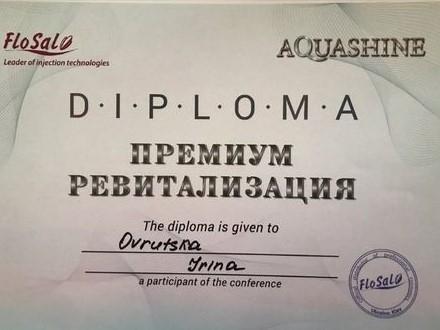 FloSal
AQUASHINE
Leader of injection technologies
D·I·P·L·O·M·A
ПРЕМИУМ
РЕВИТАЛИЗАЦИЯ
The diploma is given to
Ovrutska
Irina
a participant of the conference
FloSal